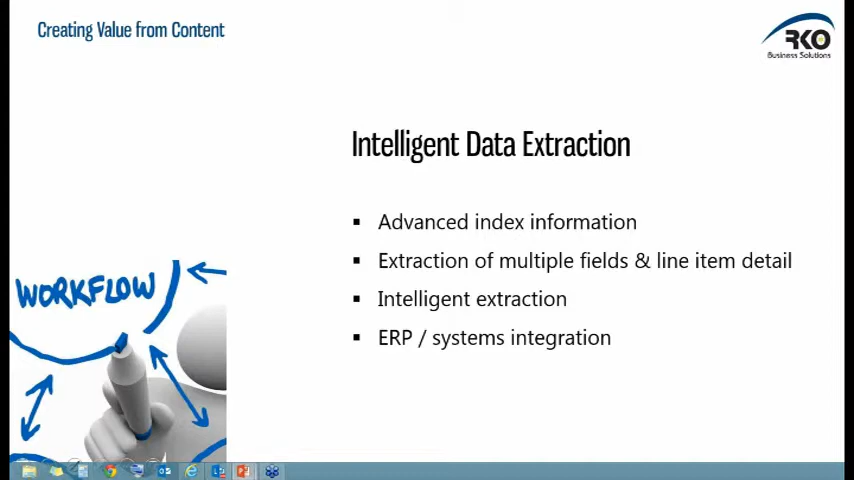 Creating Value from Content
RKO
Business Solutions
Intelligent Data Extraction
▪ Advanced index information
▪ Extraction of multiple fields & line item detail
▪ Intelligent extraction
▪ ERP / systems integration
WORKFLOW